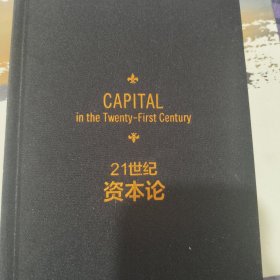 CAPITAL
in the Twenty-First Century
21世纪
资本论